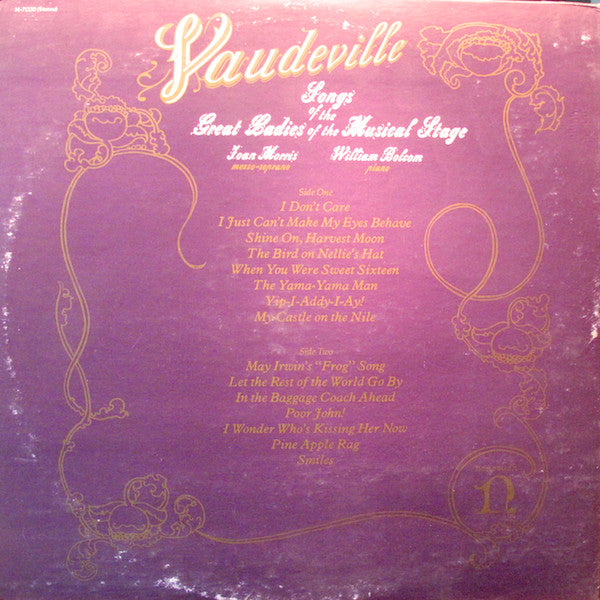 H-71330 (Stereo)
Vaudeville
Songs
of the
Great Ladies of the Musical Stage
Joan Morris William Bolcom
mezzo-soprano piano
Side One
I Don't Care
I Just Can't Make My Eyes Behave
Shine On, Harvest Moon
The Bird on Nellie's Hat
When You Were Sweet Sixteen
The Yama-Yama Man
Yip-I-Addy-I-Ay!
My Castle on the Nile
Side Two
May Irwin's "Frog" Song
Let the Rest of the World Go By
In the Baggage Coach Ahead
Poor John!
I Wonder Who's Kissing Her Now
Pine Apple Rag
Smiles
nonesuch
n